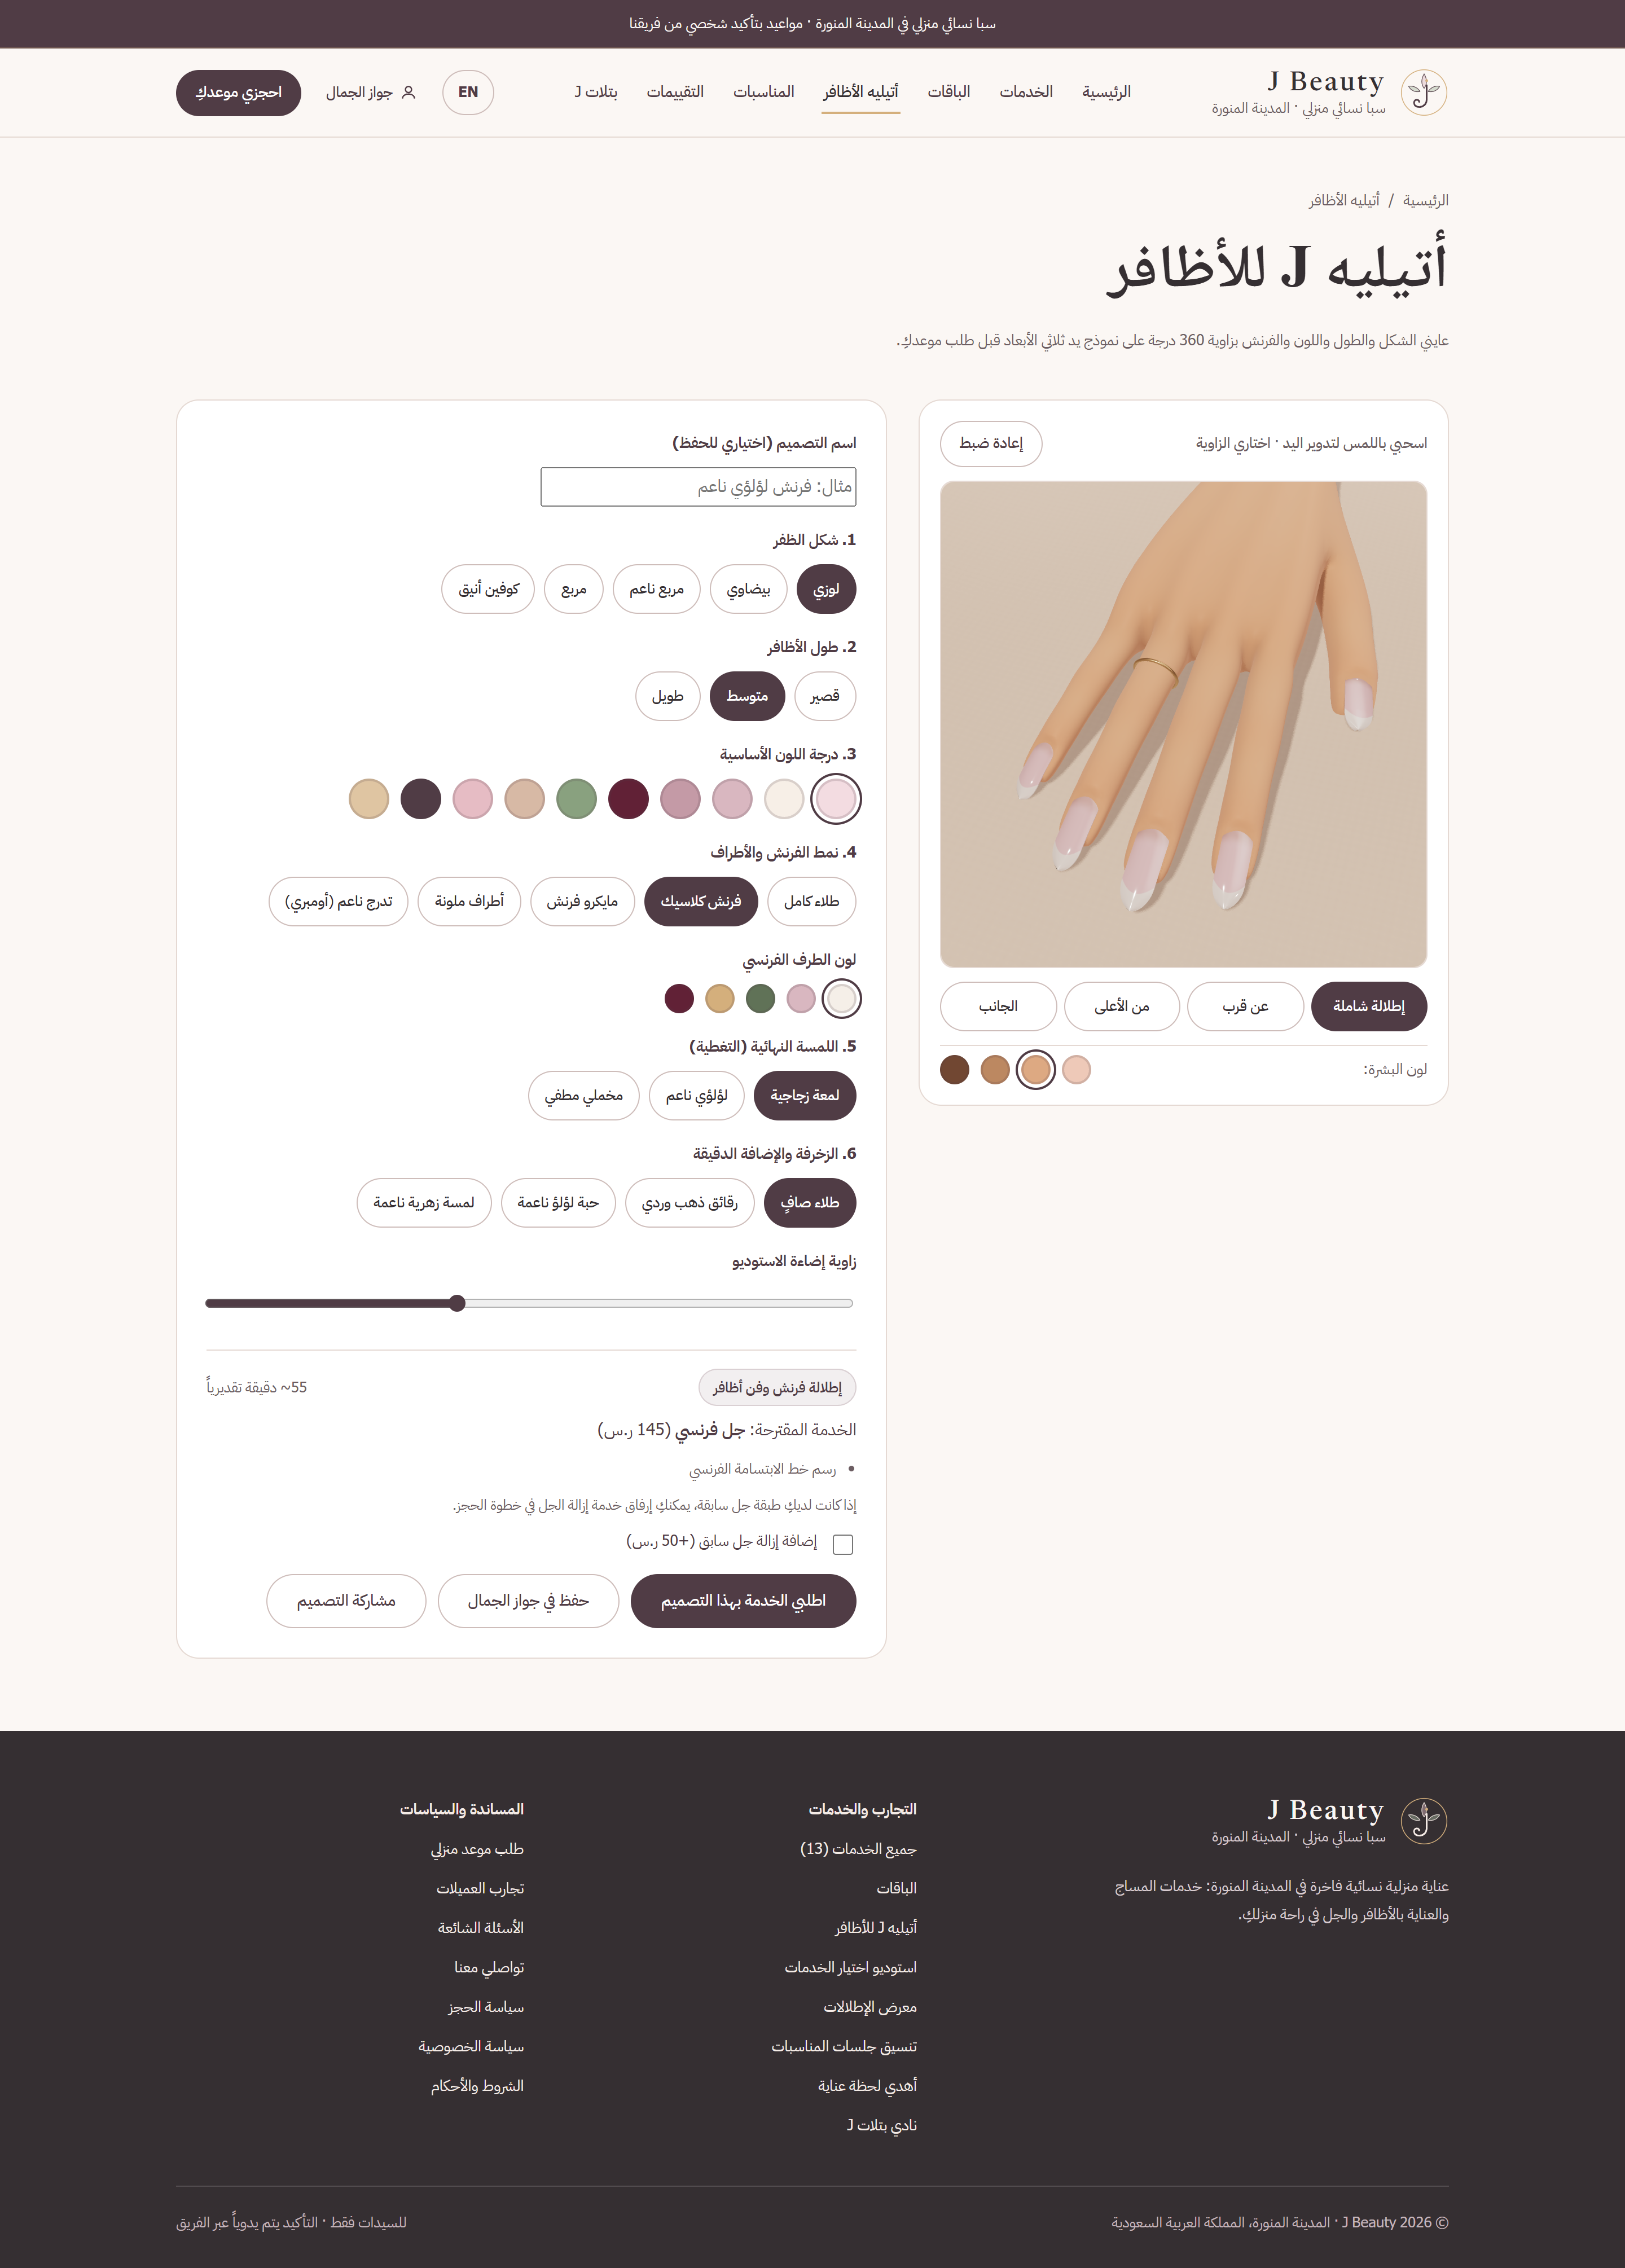 سبا نسائي منزلي في المدينة المنورة · مواعيد بتأكيد شخصي من فريقنا
J Beauty
سبا نسائي منزلي · المدينة المنورة
الرئيسية
الخدمات
الباقات
أتيليه الأظافر
المناسبات
التقييمات
بتلات J
EN
جواز الجمال
احجزي موعدكِ
الرئيسية / أتيليه الأظافر
أتيليه J للأظافر
عايني الشكل والطول واللون والفرنش بزاوية 360 درجة على نموذج يد ثلاثي الأبعاد قبل طلب موعدكِ.
اسحبي باللمس لتدوير اليد · اختاري الزاوية
إعادة ضبط
إطلالة شاملة
عن قرب
من الأعلى
الجانب
لون البشرة:
اسم التصميم (اختياري للحفظ)
مثال: فرنش لؤلؤي ناعم
1. شكل الظفر
لوزي
بيضاوي
مربع ناعم
مربع
كوفين أنيق
2. طول الأظافر
قصير
متوسط
طويل
3. درجة اللون الأساسية
4. نمط الفرنش والأطراف
طلاء كامل
فرنش كلاسيك
مايكرو فرنش
أطراف ملونة
تدرج ناعم (أومبري)
لون الطرف الفرنسي
5. اللمسة النهائية (التغطية)
لمعة زجاجية
لؤلؤي ناعم
مخملي مطفي
6. الزخرفة والإضافة الدقيقة
طلاء صافٍ
رقائق ذهب وردي
حبة لؤلؤ ناعمة
لمسة زهرية ناعمة
زاوية إضاءة الاستوديو
إطلالة فرنش وفن أظافر
~55 دقيقة تقديرياً
الخدمة المقترحة: جل فرنسي (145 ر.س)
• رسم خط الابتسامة الفرنسي
إذا كانت لديكِ طبقة جل سابقة، يمكنكِ إرفاق خدمة إزالة الجل في خطوة الحجز.
إضافة إزالة جل سابق (+50 ر.س)
اطلبي الخدمة بهذا التصميم
حفظ في جواز الجمال
مشاركة التصميم
J Beauty
سبا نسائي منزلي · المدينة المنورة
عناية منزلية نسائية فاخرة في المدينة المنورة: خدمات المساج
والعناية بالأظافر والجل في راحة منزلكِ.
التجارب والخدمات
جميع الخدمات (13)
الباقات
أتيليه J للأظافر
استوديو اختيار الخدمات
معرض الإطلالات
تنسيق جلسات المناسبات
أهدي لحظة عناية
نادي بتلات J
المساندة والسياسات
طلب موعد منزلي
تجارب العميلات
الأسئلة الشائعة
تواصلي معنا
سياسة الحجز
سياسة الخصوصية
الشروط والأحكام
© 2026 J Beauty · المدينة المنورة، المملكة العربية السعودية
للسيدات فقط · التأكيد يتم يدوياً عبر الفريق